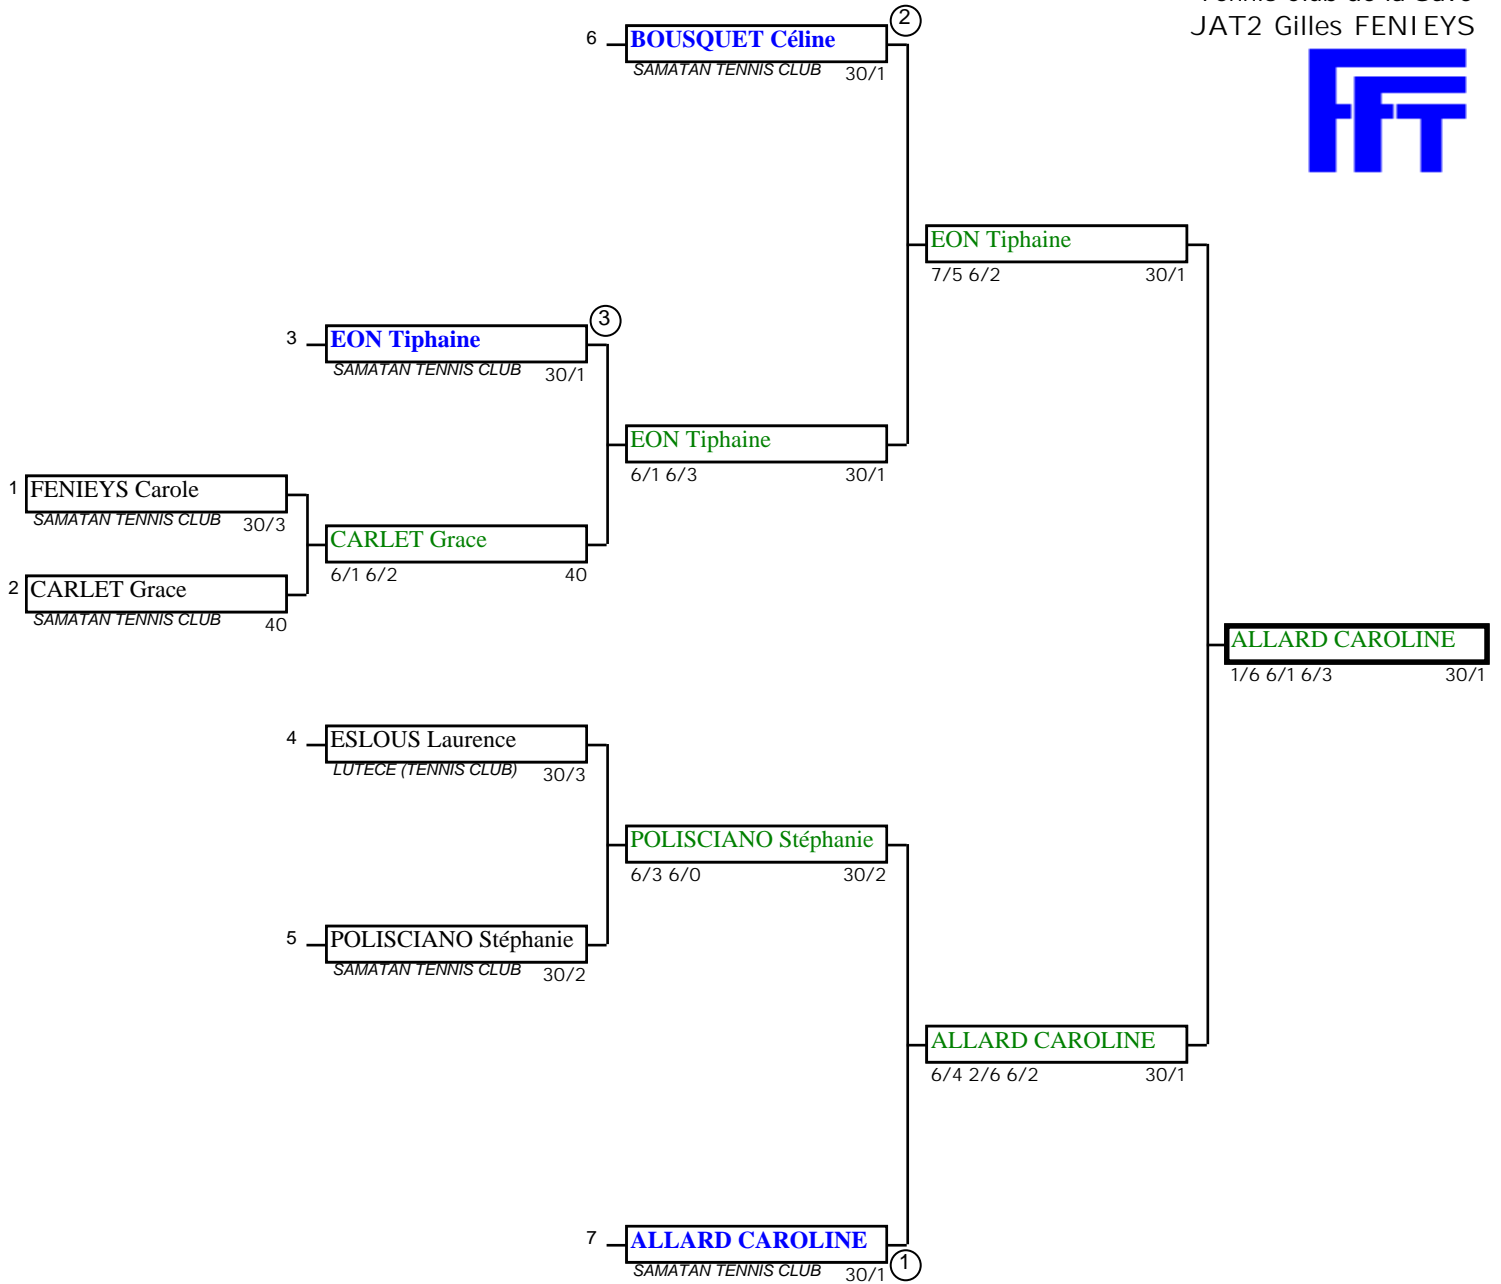 JAT2 Gilles FENIEYS
FFT
2
6
BOUSQUET Céline
SAMATAN TENNIS CLUB 30/1
EON Tiphaine
7/5 6/2 30/1
3
3
EON Tiphaine
SAMATAN TENNIS CLUB 30/1
EON Tiphaine
6/1 6/3 30/1
1
FENIEYS Carole
SAMATAN TENNIS CLUB 30/3
CARLET Grace
6/1 6/2 40
2
CARLET Grace
SAMATAN TENNIS CLUB 40
ALLARD CAROLINE
1/6 6/1 6/3 30/1
4
ESLOUS Laurence
LUTECE (TENNIS CLUB) 30/3
POLISCIANO Stéphanie
6/3 6/0 30/2
5
POLISCIANO Stéphanie
SAMATAN TENNIS CLUB 30/2
ALLARD CAROLINE
6/4 2/6 6/2 30/1
7
ALLARD CAROLINE
SAMATAN TENNIS CLUB 30/1
1